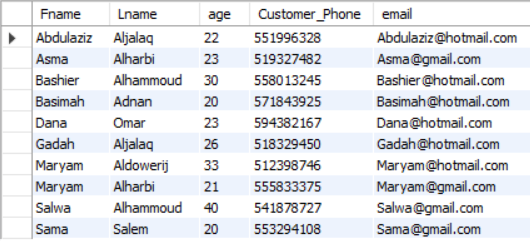 Fname Lname age Customer_Phone email
Abdulaziz Aljalaq 22 551996328 Abdulaziz@hotmail.com
Asma Alharbi 23 519327482 Asma@gmail.com
Bashier Alhammoud 30 558013245 Bashier@hotmail.com
Basimah Adnan 20 571843925 Basimah@hotmail.com
Dana Omar 23 594382167 Dana@hotmail.com
Gadah Aljalaq 26 518329450 Gadah@hotmail.com
Maryam Aldowerij 33 512398746 Maryam@hotmail.com
Maryam Alharbi 21 555833375 Maryam@gmail.com
Salwa Alhammoud 40 541878727 Salwa@gmail.com
Sama Salem 20 553294108 Sama@gmail.com